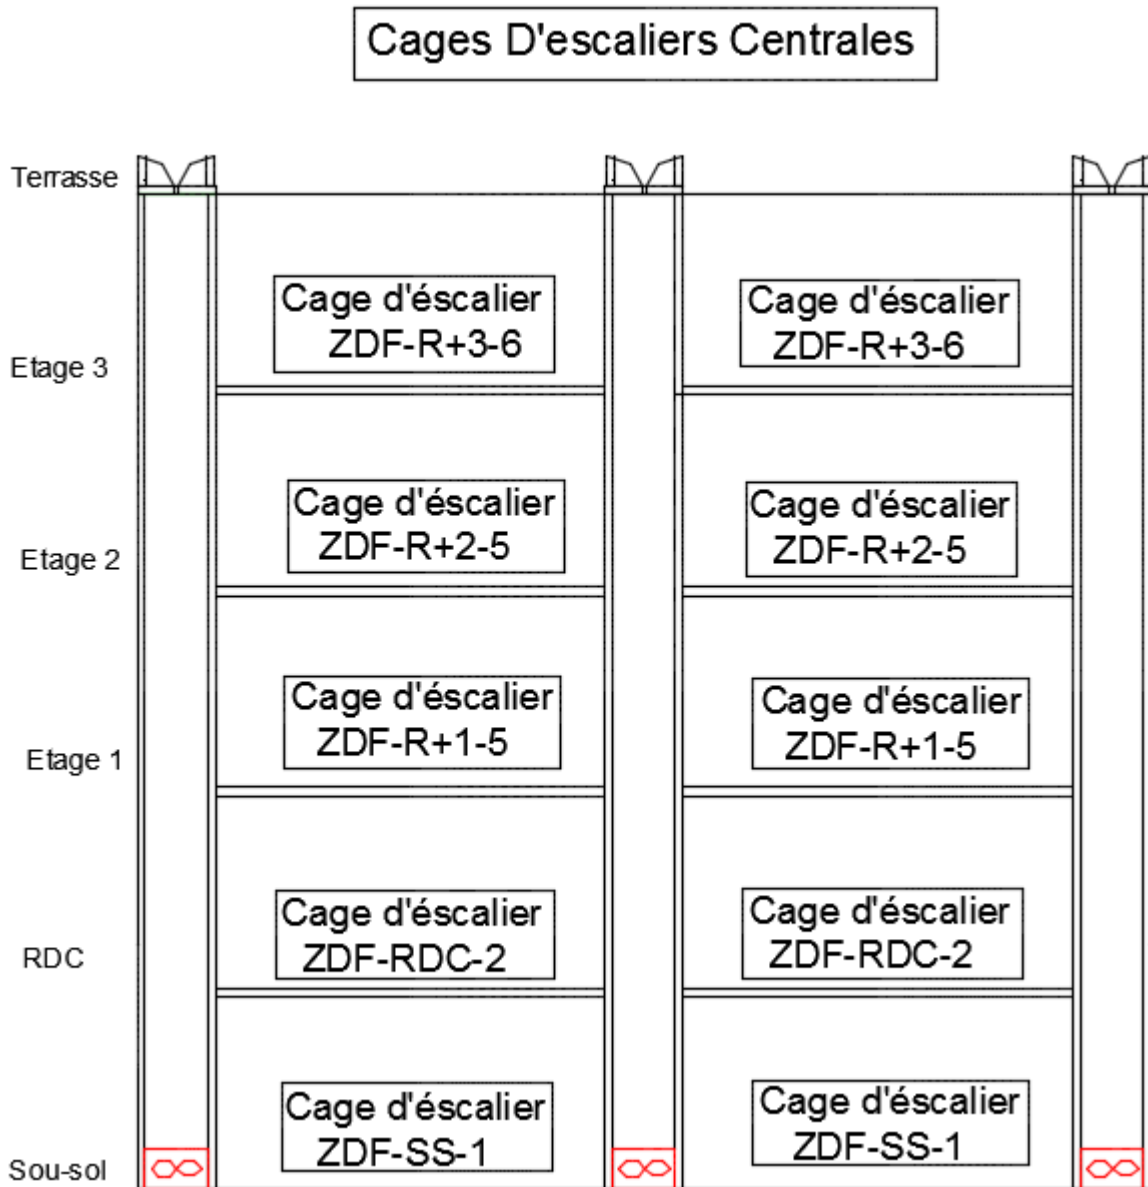 Cages D'escaliers Centrales
Terrasse
Cage d'éscalier
ZDF-R+3-6
Cage d'éscalier
ZDF-R+3-6
Etage 3
Cage d'éscalier
ZDF-R+2-5
Cage d'éscalier
ZDF-R+2-5
Etage 2
Cage d'éscalier
ZDF-R+1-5
Cage d'éscalier
ZDF-R+1-5
Etage 1
Cage d'éscalier
ZDF-RDC-2
Cage d'éscalier
ZDF-RDC-2
RDC
Cage d'éscalier
ZDF-SS-1
Cage d'éscalier
ZDF-SS-1
Sou-sol